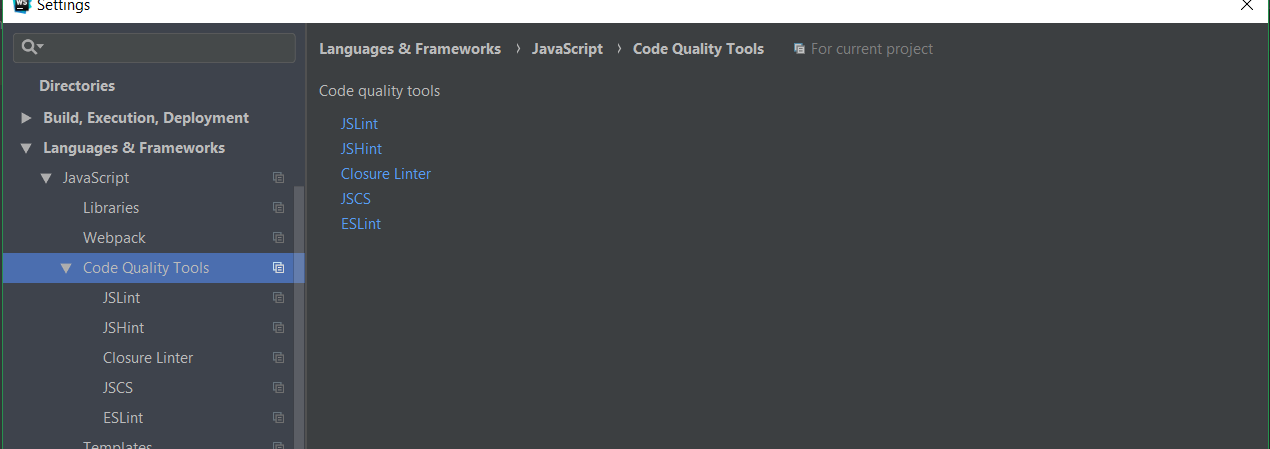 WS Settings
Languages & Frameworks › JavaScript › Code Quality Tools For current project
Directories
Build, Execution, Deployment
Languages & Frameworks
JavaScript
Libraries
Webpack
Code Quality Tools
JSLint
JSHint
Closure Linter
JSCS
ESLint
Templates
Code quality tools
JSLint
JSHint
Closure Linter
JSCS
ESLint